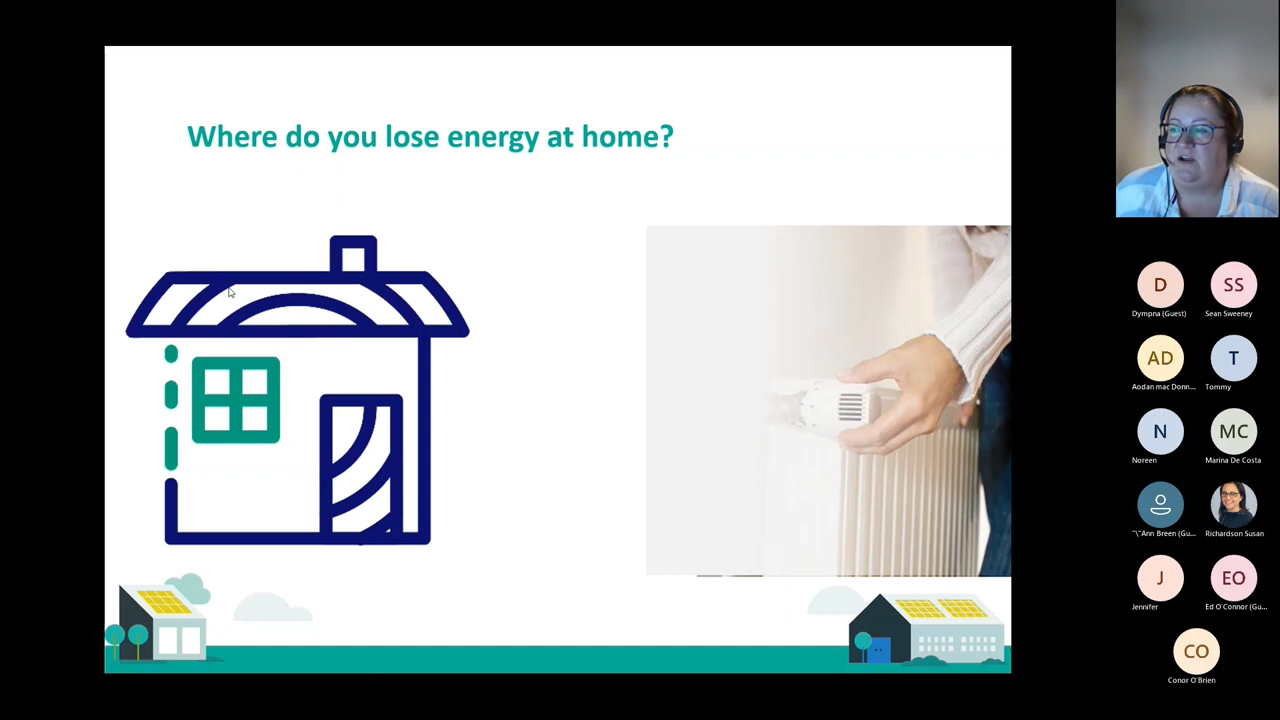 Where do you lose energy at home?
D
SS
Dympna (Guest)
Sean Sweeney
AD
T
Aodan mac Donn...
Tommy
N
MC
Noreen
Marina De Costa
"\"Ann Breen (Gu...
Richardson Susan
J
EO
Jennifer
Ed O'Connor (Gu...
CO
Conor O'Brien